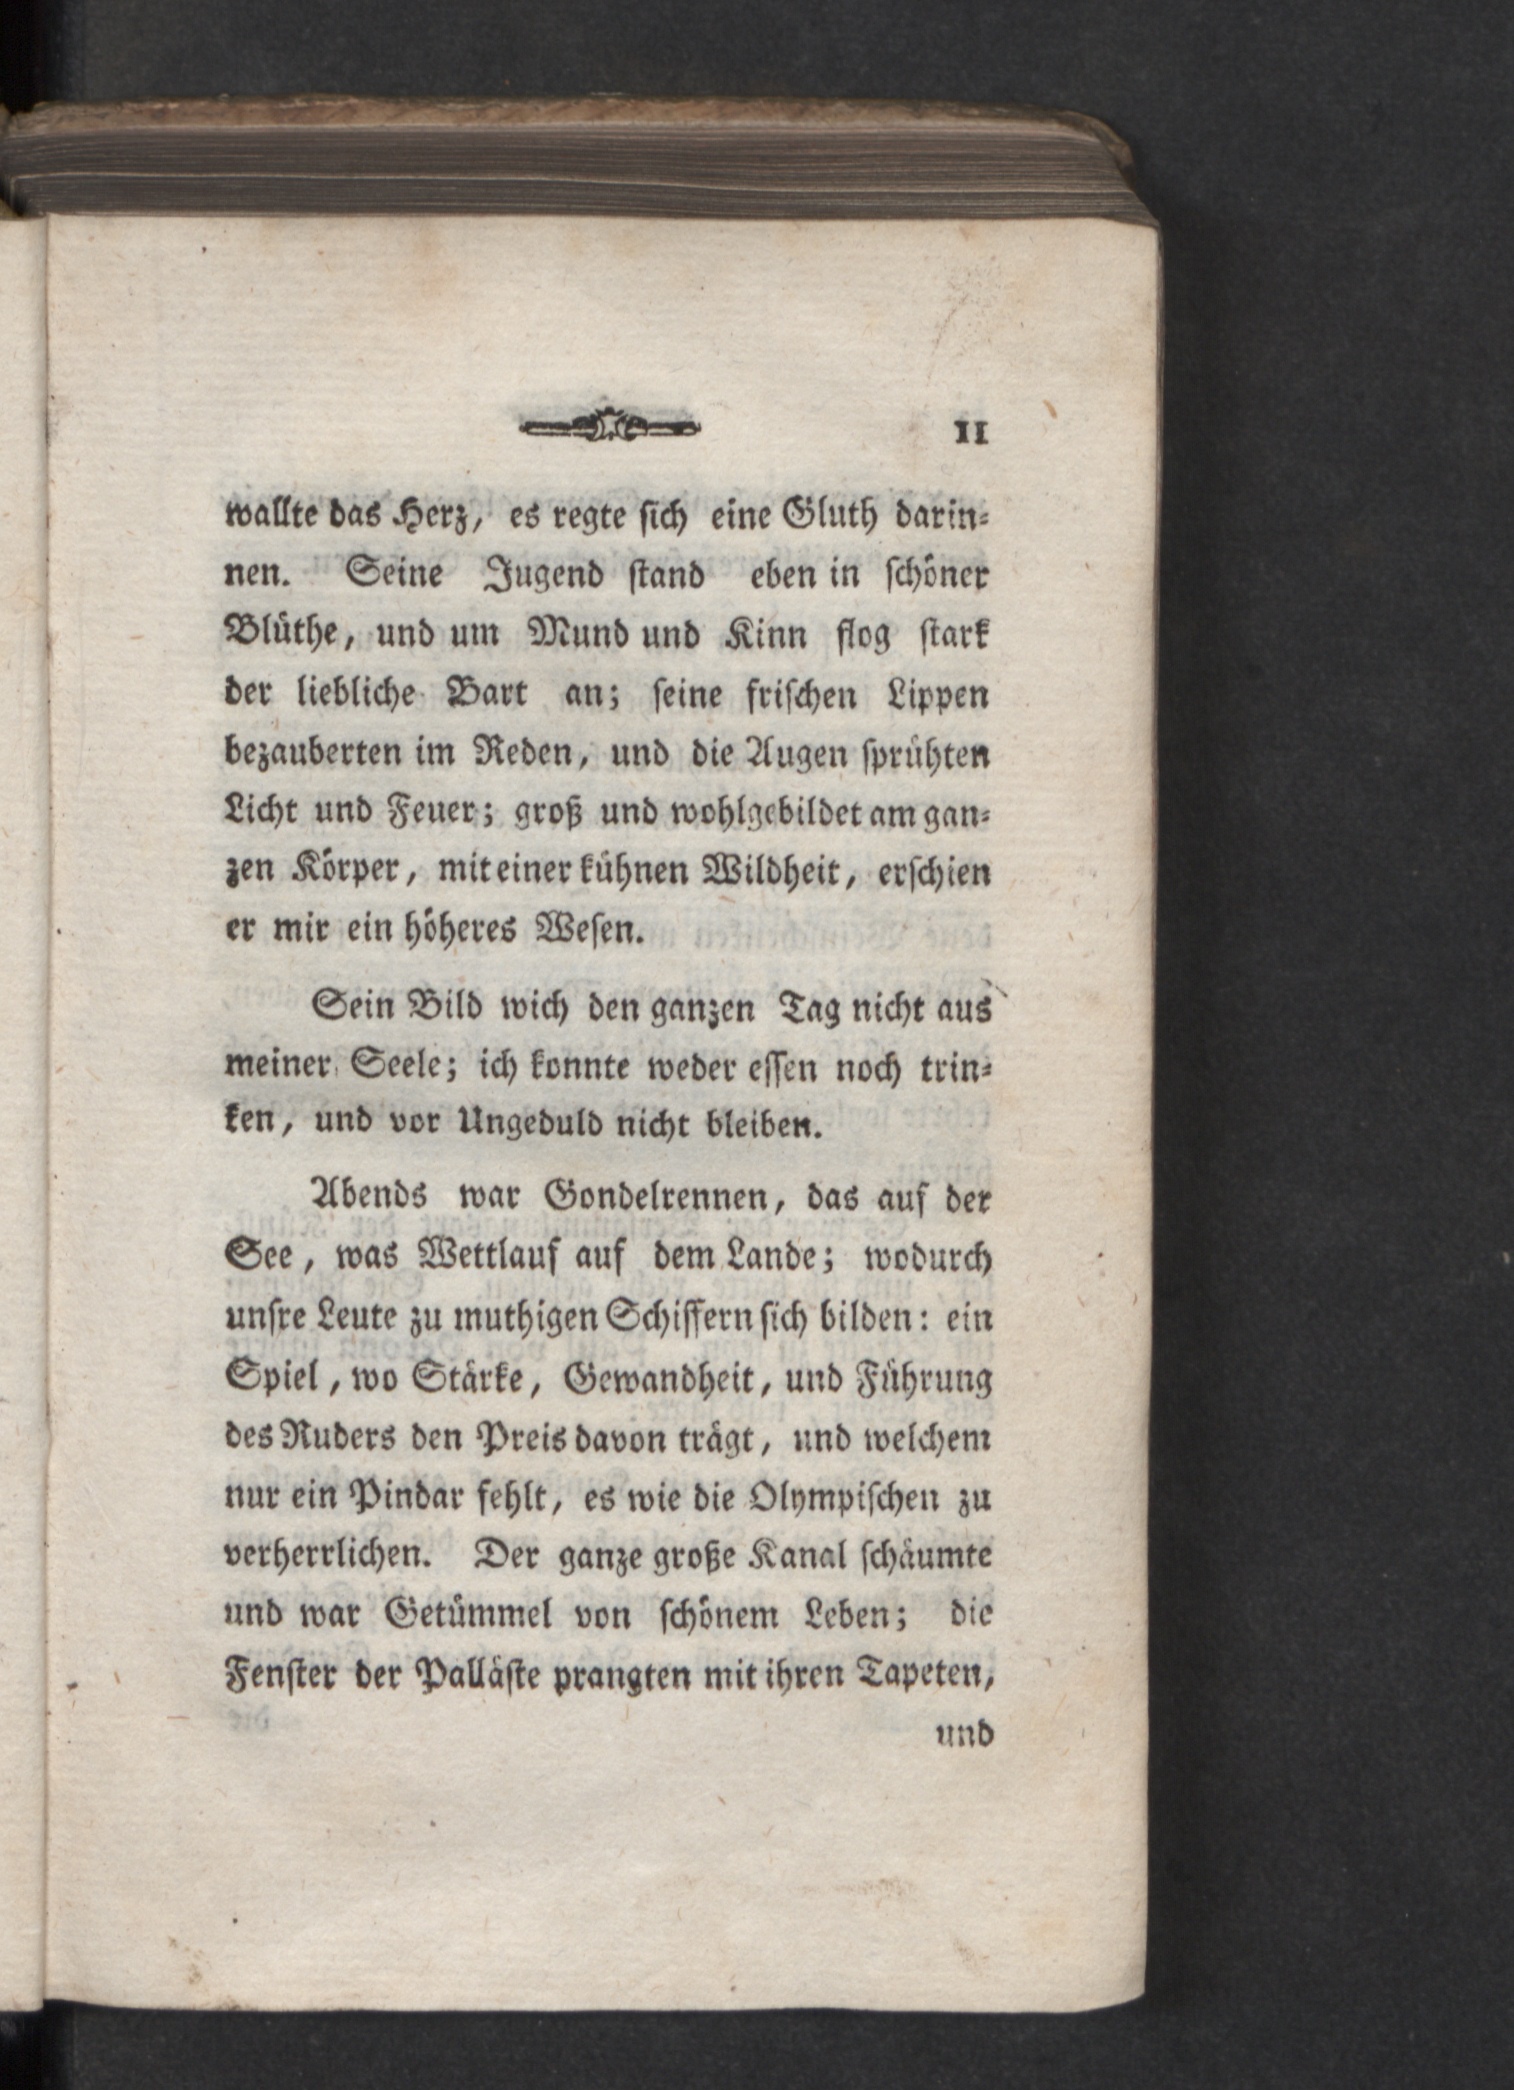 11
wallte das Herz, es regte ſich eine Gluth darin⸗
nen. Seine Jugend ſtand eben in ſchöner
Blüthe, und um Mund und Kinn flog ſtark
der liebliche Bart an; ſeine friſchen Lippen
bezauberten im Reden, und die Augen ſprühten
Licht und Feuer; groß und wohlgebildet am gan⸗
zen Körper, mit einer kühnen Wildheit, erſchien
er mir ein höheres Weſen.
Sein Bild wich den ganzen Tag nicht aus
meiner Seele; ich konnte weder eſſen noch trin⸗
ken, und vor Ungeduld nicht bleiben.
Abends war Gondelrennen, das auf der
See, was Wettlauf auf dem Lande; wodurch
unſre Leute zu muthigen Schiffern ſich bilden: ein
Spiel, wo Stärke, Gewandheit, und Führung
des Ruders den Preis davon trägt, und welchem
nur ein Pindar fehlt, es wie die Olympiſchen zu
verherrlichen. Der ganze große Kanal ſchäumte
und war Getümmel von ſchönem Leben; die
Fenſter der Palläſte prangten mit ihren Tapeten,
und